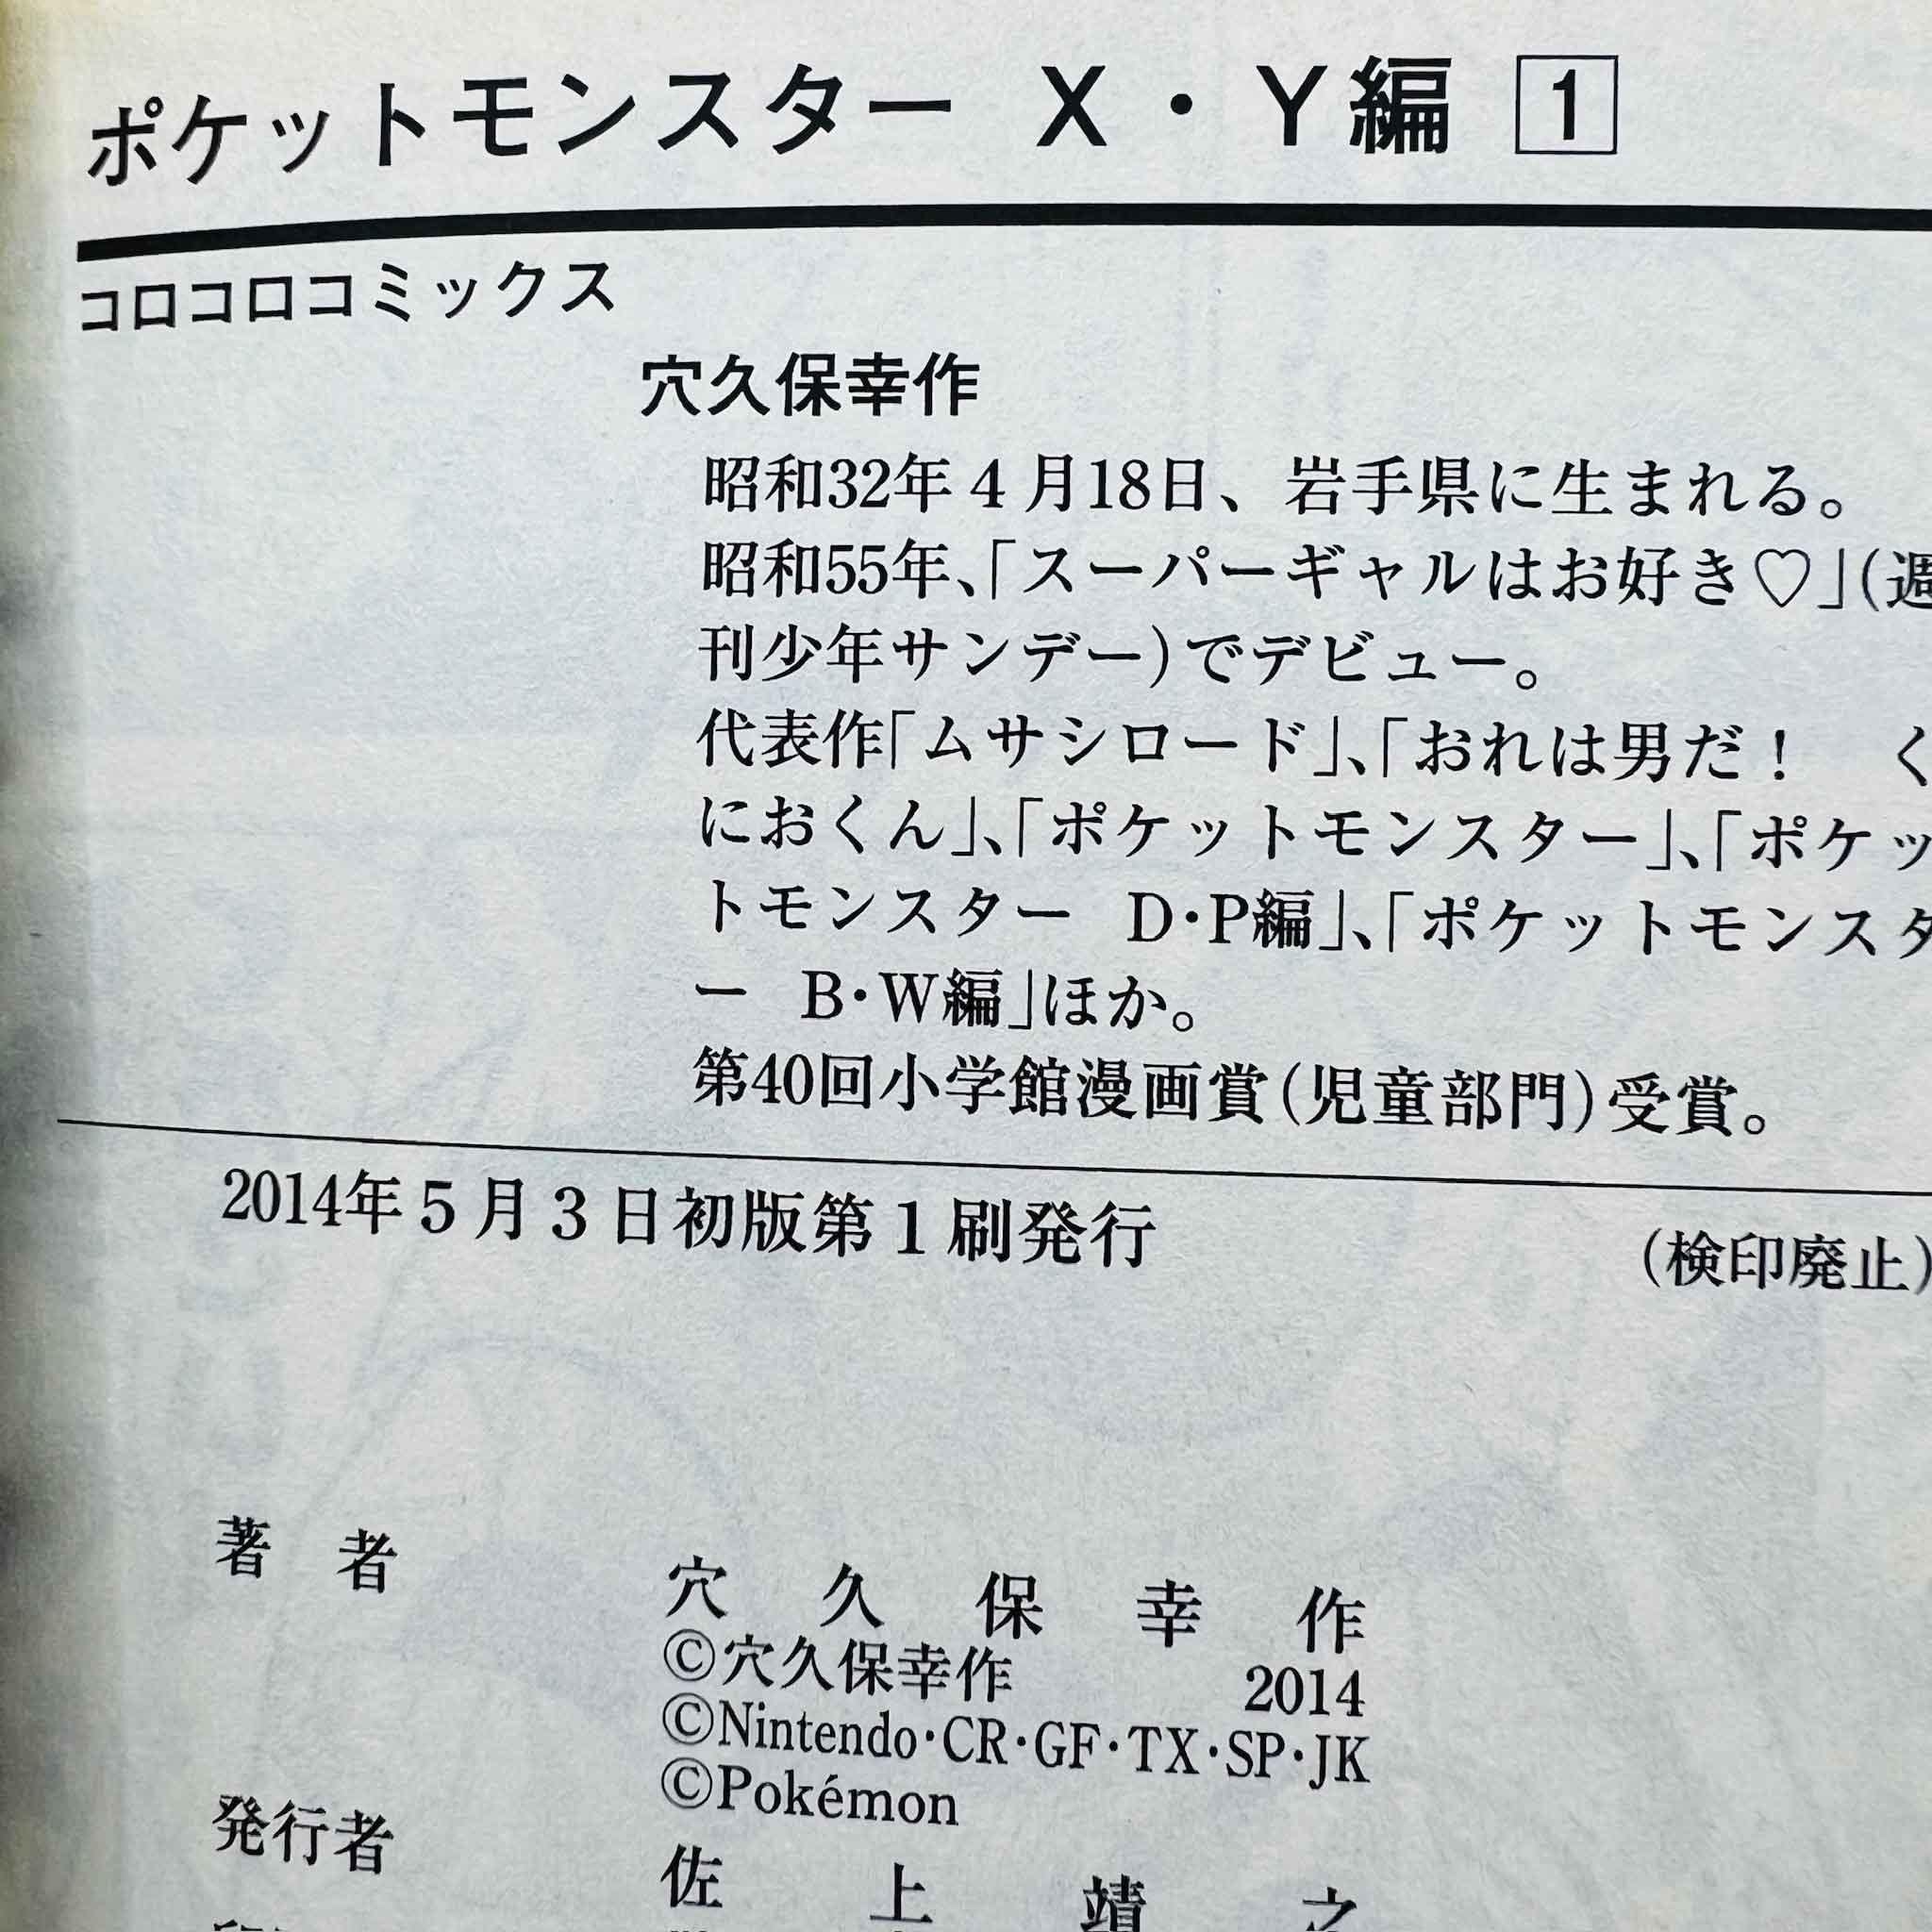 ポケットモンスター X・Y編 1
コロコロコミックス
穴久保幸作
昭和32年4月18日、岩手県に生まれる。
昭和55年、「スーパーギャルはお好き♡」(週
刊少年サンデー)でデビュー。
代表作「ムサシロード」、「おれは男だ！ く
におくん」、「ポケットモンスター」、「ポケッ
トモンスター D・P編」、「ポケットモンスタ
ー B・W編」ほか。
第40回小学館漫画賞(児童部門)受賞。
2014年5月3日初版第1刷発行 (検印廃止)
著者 穴久保幸作
©穴久保幸作 2014
©Nintendo・CR・GF・TX・SP・JK
©Pokémon
発行者 佐上靖之